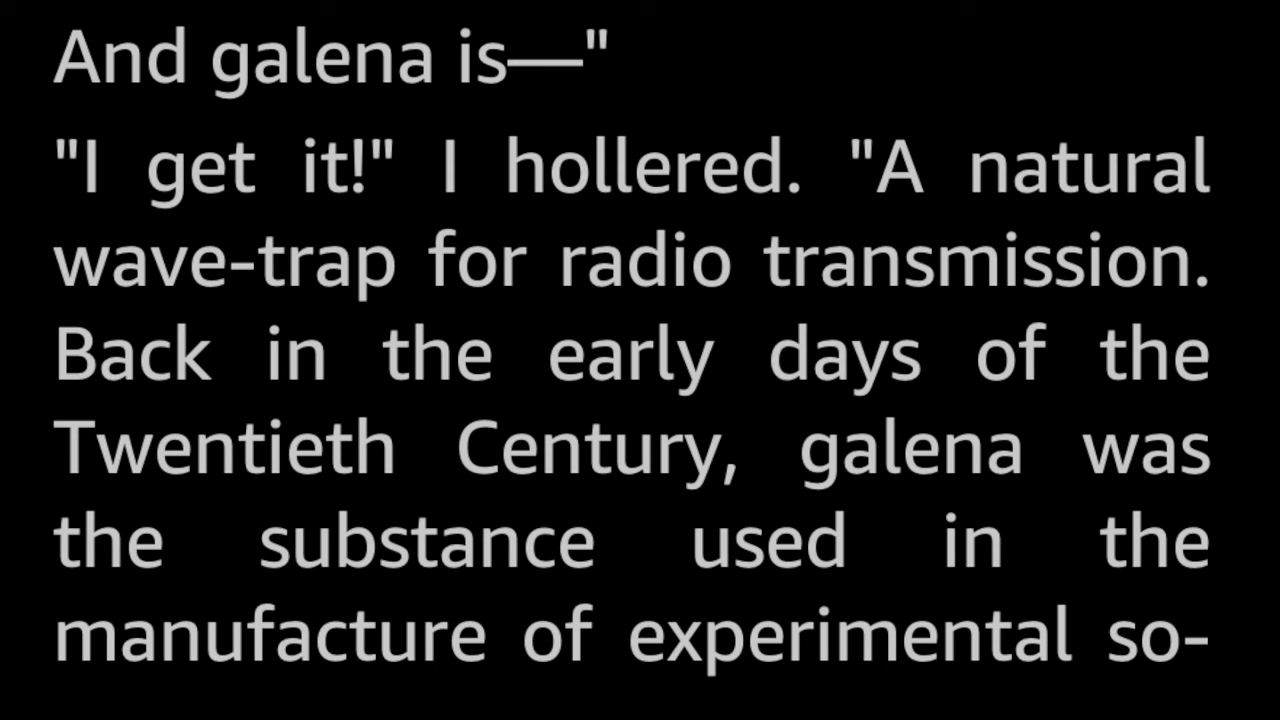 And galena is—"
"I get it!" I hollered. "A natural
wave-trap for radio transmission.
Back in the early days of the
Twentieth Century, galena was
the substance used in the
manufacture of experimental so-